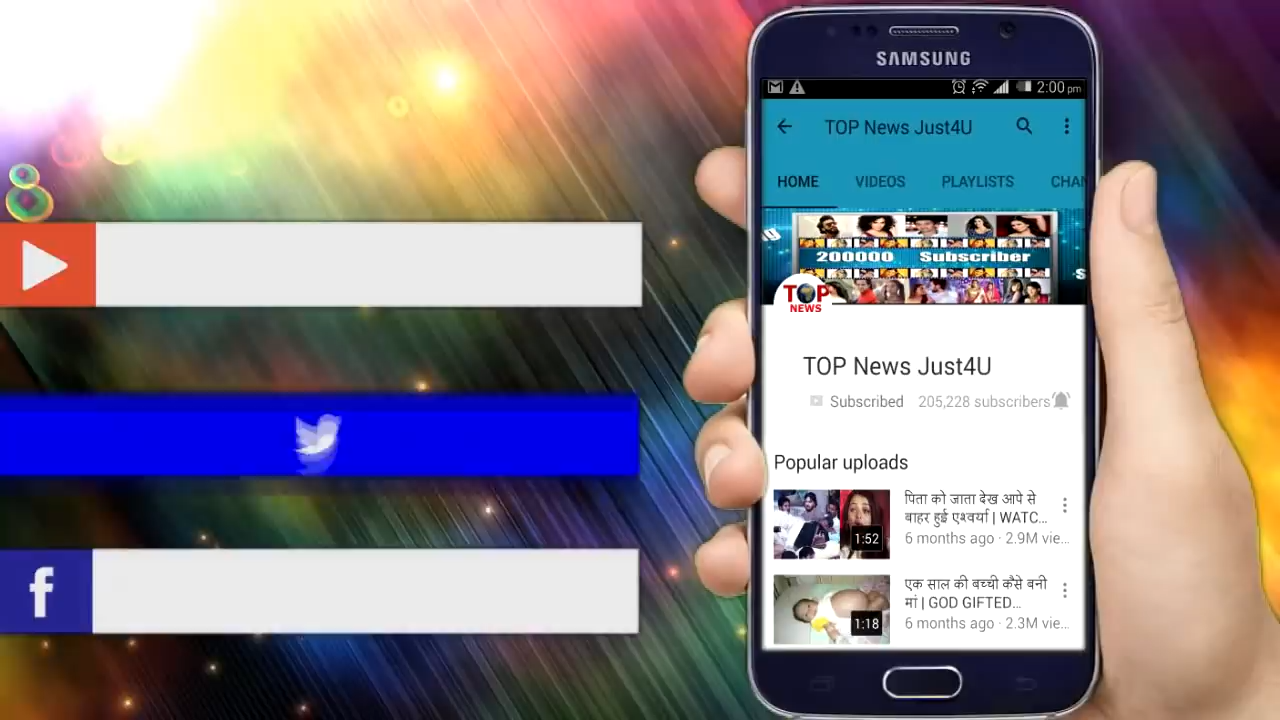 SAMSUNG
2:00 pm
TOP News Just4U
HOME VIDEOS PLAYLISTS CHAN
200000 Subscriber
TOP
NEWS
TOP News Just4U
Subscribed 205,228 subscribers
Popular uploads
पिता को जाता देख आपे से
बाहर हुई एश्वर्या | WATC...
6 months ago · 2.9M vie...
1:52
एक साल की बच्ची कैसे बनी
मां | GOD GIFTED...
6 months ago · 2.3M vie...
1:18